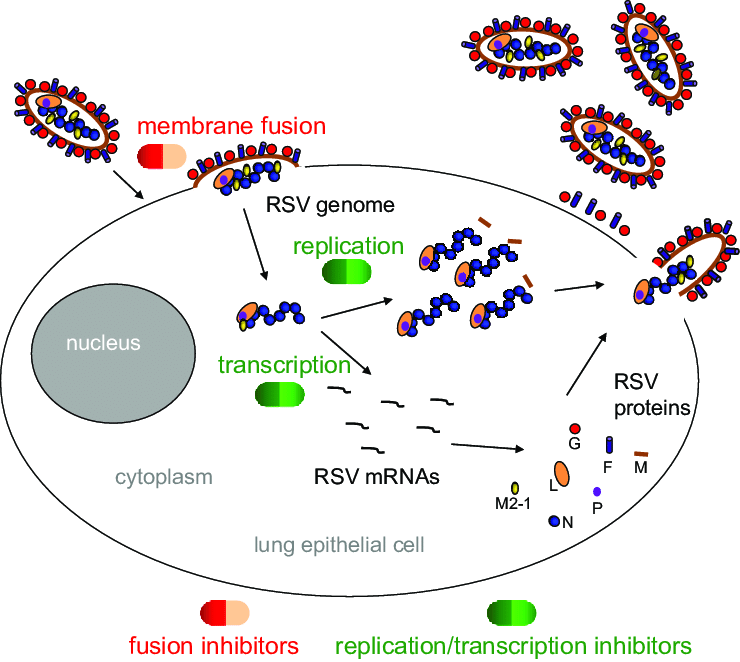 membrane fusion
RSV genome
replication
nucleus
transcription
RSV
proteins
G
F
M
L
M2-1
P
N
RSV mRNAs
cytoplasm
lung epithelial cell
fusion inhibitors
replication/transcription inhibitors